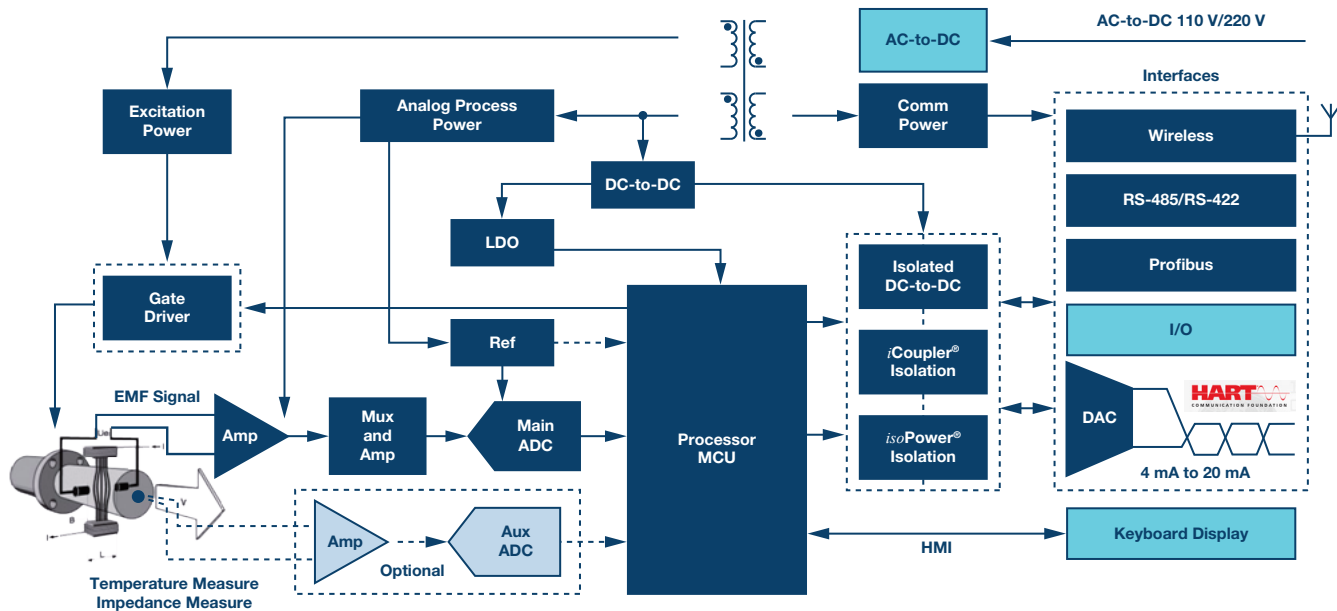 AC-to-DC 110 V/220 V
AC-to-DC
Interfaces
Excitation
Power
Analog Process
Power
Comm
Power
Wireless
DC-to-DC
RS-485/RS-422
LDO
Isolated
DC-to-DC
Profibus
Gate
Driver
I/O
Ref
iCoupler®
Isolation
HART
COMMUNICATION FOUNDATION
EMF Signal
Amp
Mux
and
Amp
Main
ADC
Processor
MCU
isoPower®
Isolation
DAC
4 mA to 20 mA
I
V
B
I
L
Amp
Optional
Aux
ADC
HMI
Keyboard Display
Temperature Measure
Impedance Measure